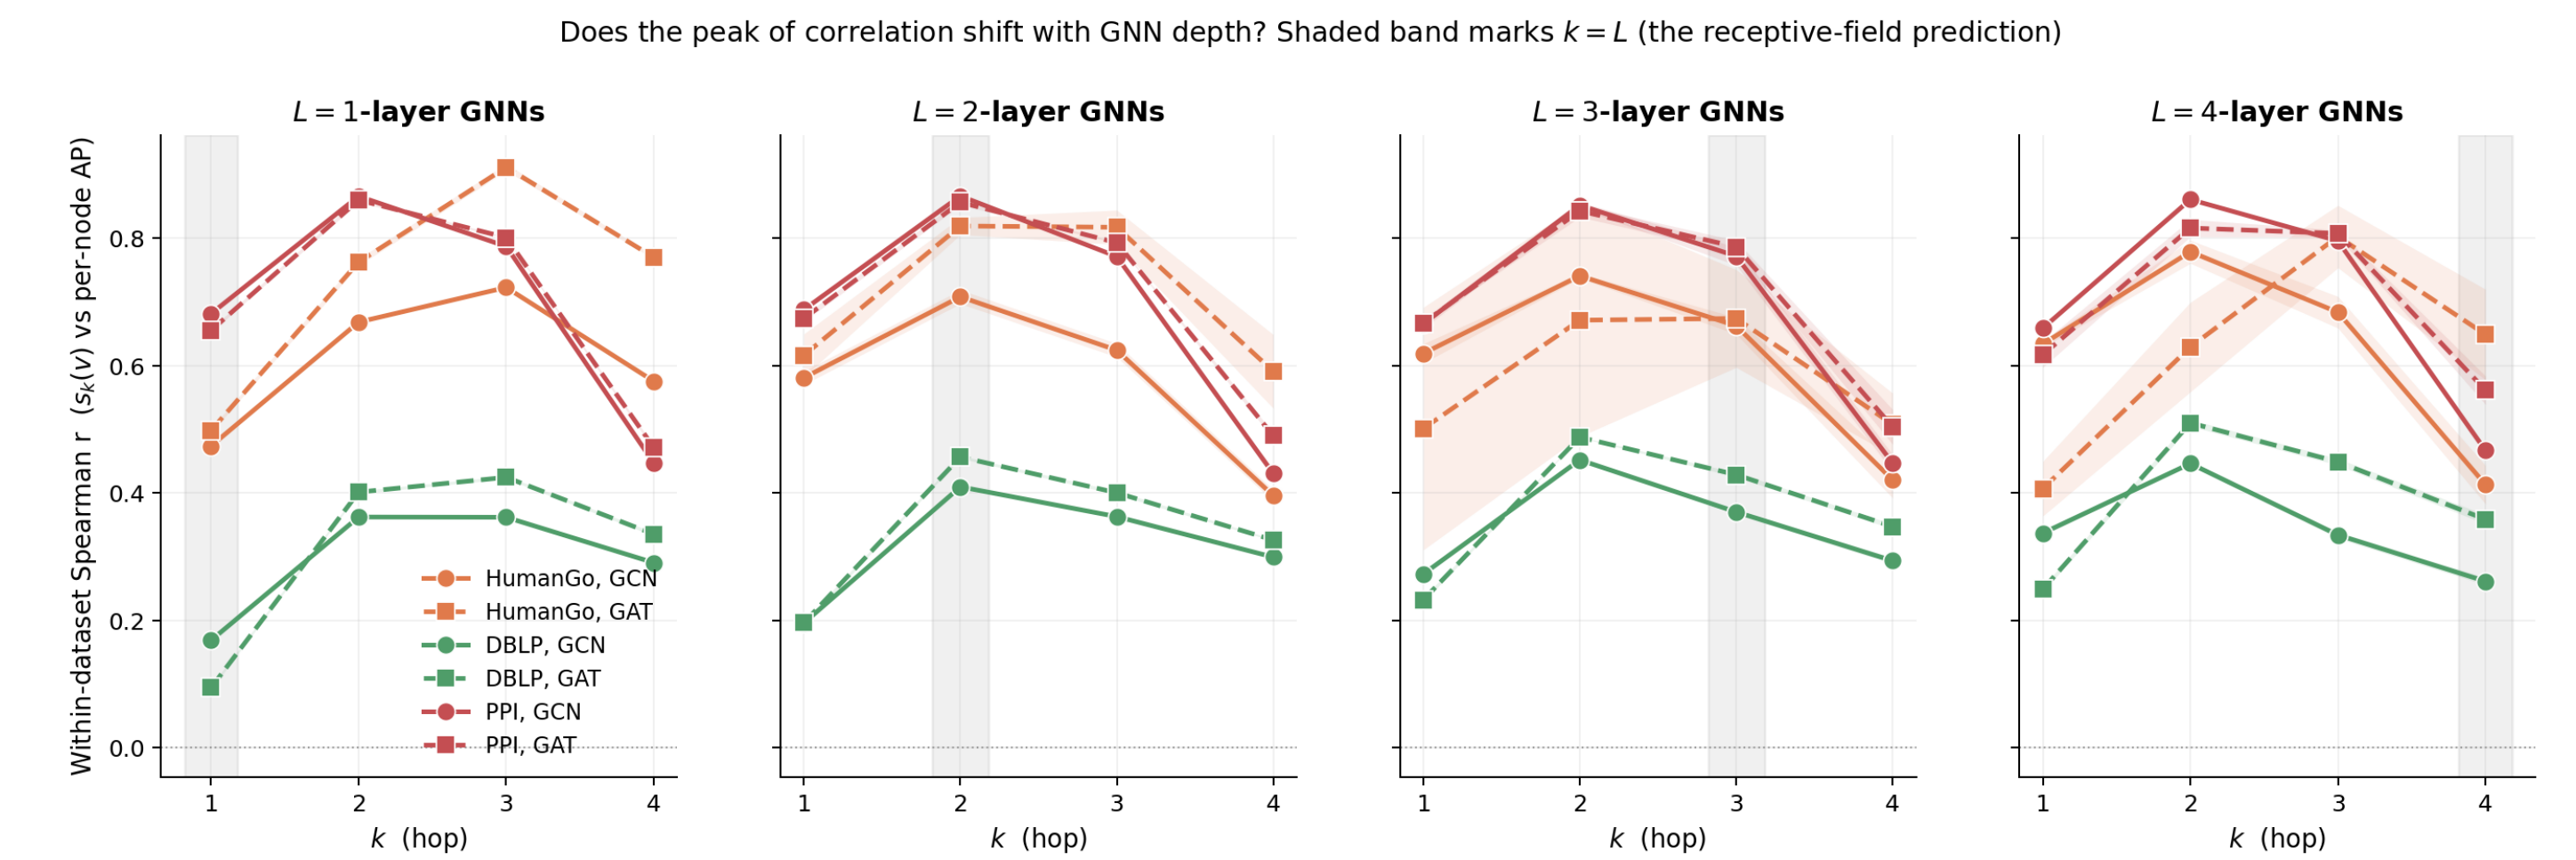 Does the peak of correlation shift with GNN depth? Shaded band marks k = L (the receptive-field prediction)
L = 1-layer GNNs
L = 2-layer GNNs
L = 3-layer GNNs
L = 4-layer GNNs
Within-dataset Spearman r (s_k(v) vs per-node AP)
0.8
0.6
0.4
0.2
0.0
HumanGo, GCN
HumanGo, GAT
DBLP, GCN
DBLP, GAT
PPI, GCN
PPI, GAT
1 2 3 4
1 2 3 4
1 2 3 4
1 2 3 4
k (hop)
k (hop)
k (hop)
k (hop)